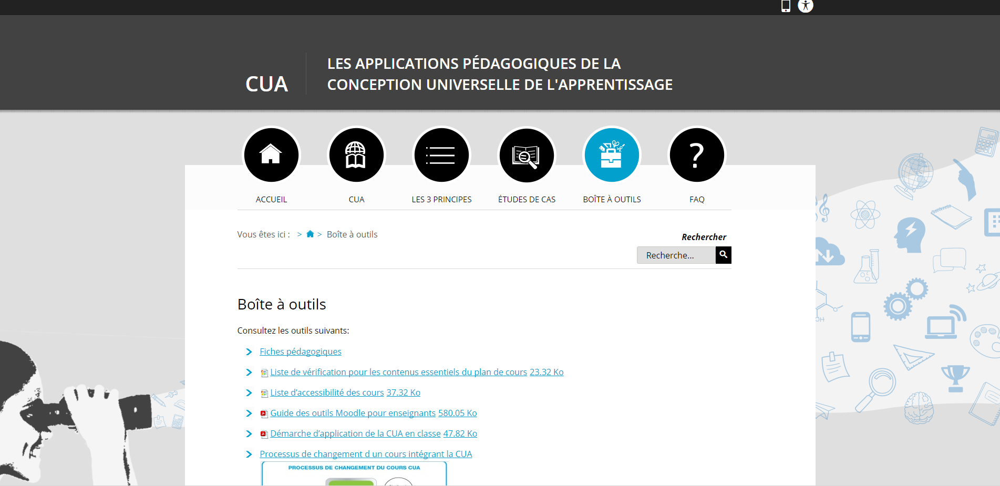 CUA
LES APPLICATIONS PÉDAGOGIQUES DE LA
CONCEPTION UNIVERSELLE DE L'APPRENTISSAGE
ACCUEIL
CUA
LES 3 PRINCIPES
ÉTUDES DE CAS
BOÎTE À OUTILS
FAQ
Vous êtes ici : > > Boîte à outils
Rechercher
Recherche...
Boîte à outils
Consultez les outils suivants:
Fiches pédagogiques
Liste de vérification pour les contenus essentiels du plan de cours 23.32 Ko
Liste d’accessibilité des cours 37.32 Ko
Guide des outils Moodle pour enseignants 580.05 Ko
Démarche d’application de la CUA en classe 47.82 Ko
Processus de changement d un cours intégrant la CUA
PROCESSUS DE CHANGEMENT DU COURS CUA
OH